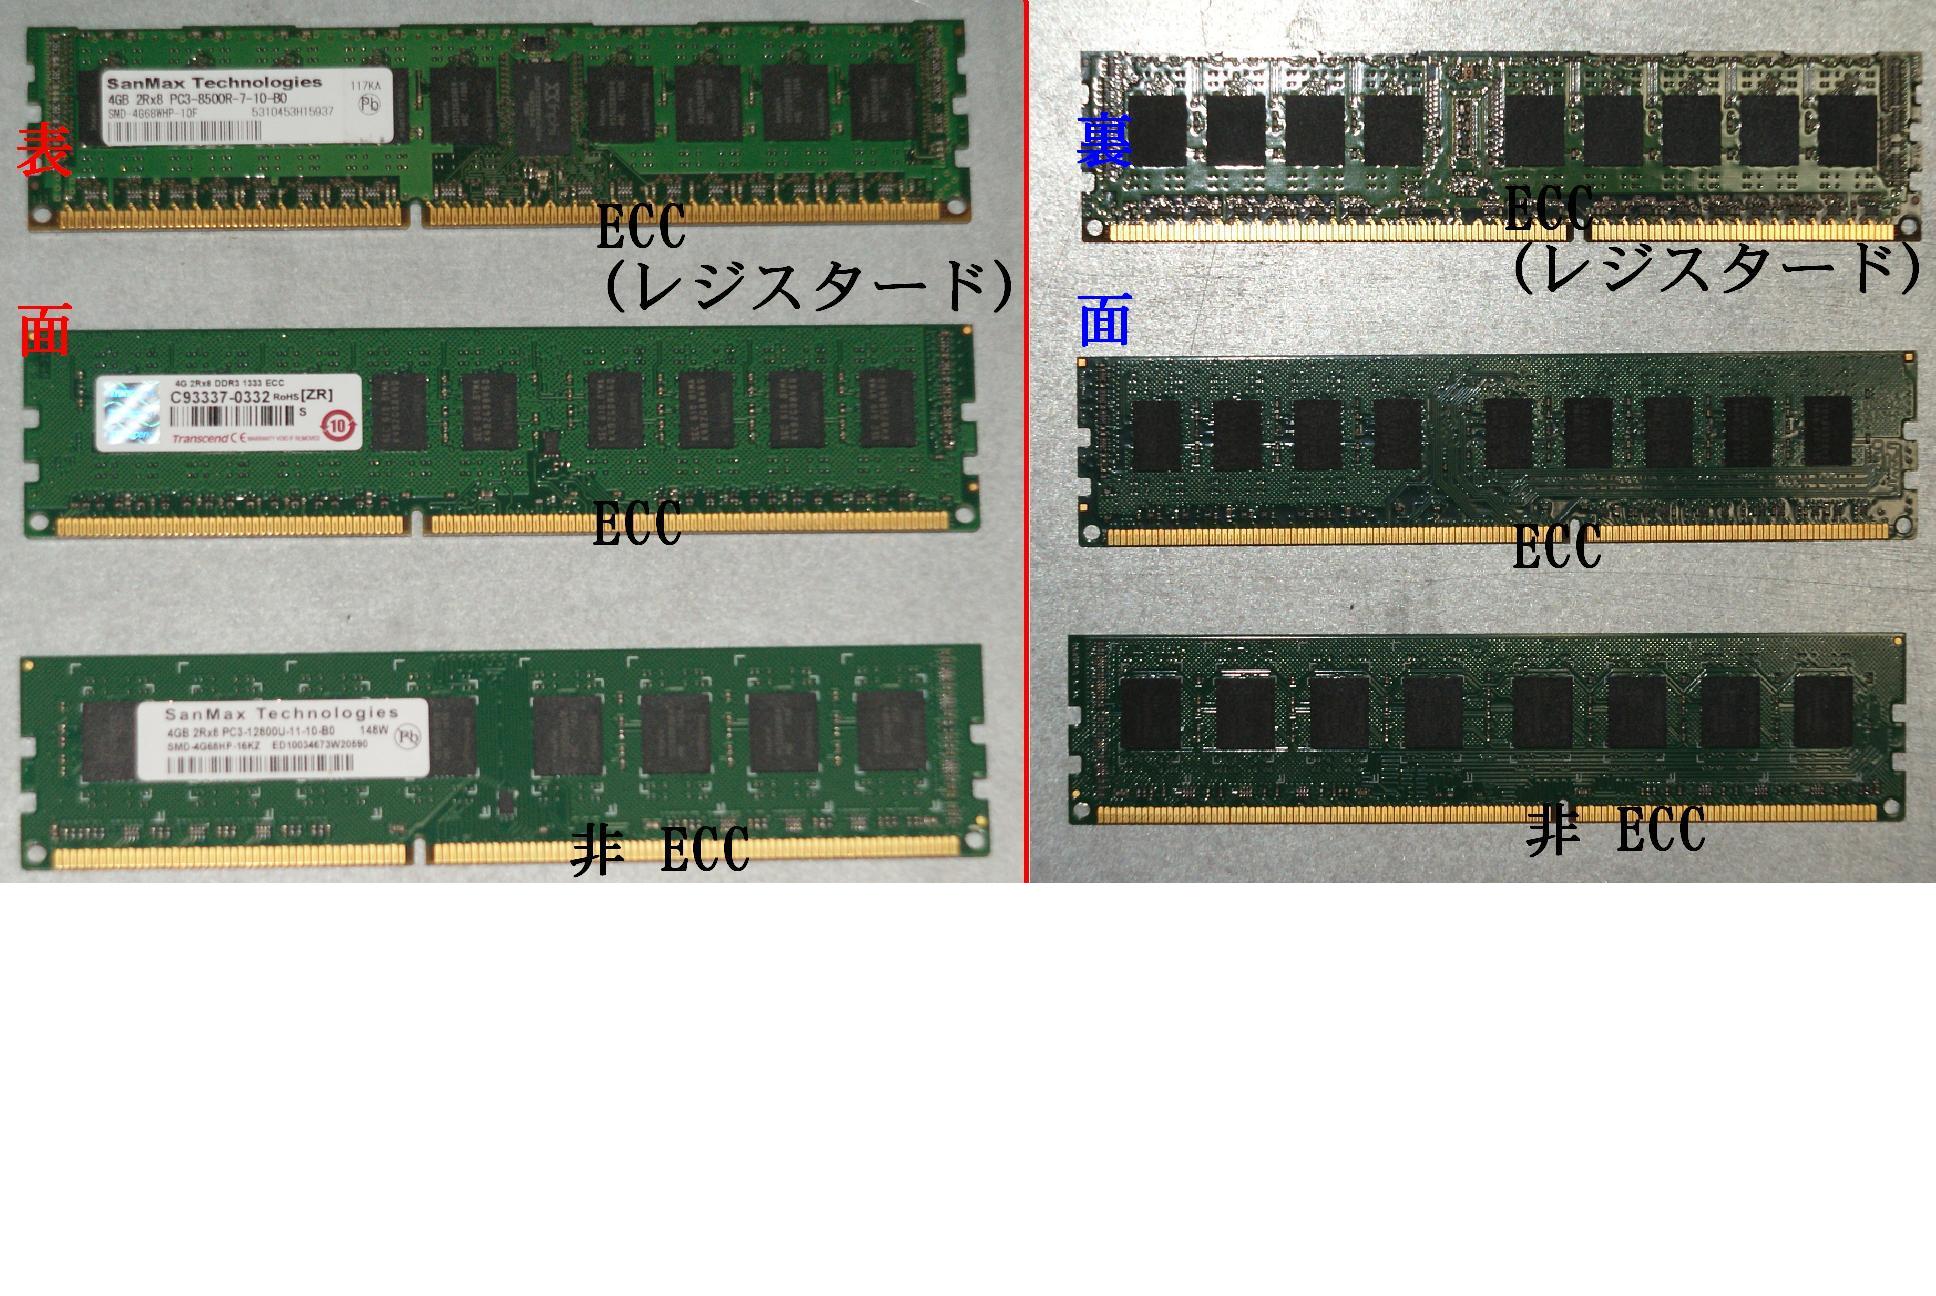 表面
SanMax Technologies
117KA
4GB 2Rx8 PC3-8500R-7-10-B0
Pb
SMD-4G68WHP-10F 5310453H15937
ECC
(レジスタード)
4G 2Rx8 DDR3 1333 ECC
C93337-0332 RoHS [ZR]
S
10
Transcend CE WARRANTY VOID IF REMOVED
ECC
SanMax Technologies
4GB 2Rx8 PC3-12800U-11-10-B0 148W
Pb
SMD-4G68HP-16KZ ED10034673W20590
非 ECC
裏面
ECC
(レジスタード)
ECC
非 ECC